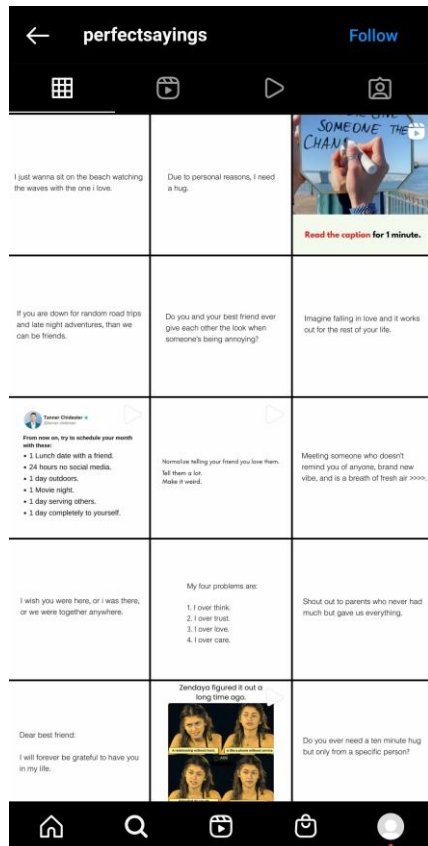 perfectsayings
Follow
I just wanna sit on the beach watching
the waves with the one i love.
Due to personal reasons, I need
a hug.
SOMEONE THE
CHAN
Read the caption for 1 minute.
If you are down for random road trips
and late night adventures, than we
can be friends.
Do you and your best friend ever
give each other the look when
someone's being annoying?
Imagine falling in love and it works
out for the rest of your life.
Tanner Chidester
From now on, try to schedule your month
with these:
• 1 Lunch date with a friend.
• 24 hours no social media.
• 1 day outdoors.
• 1 Movie night.
• 1 day serving others.
• 1 day completely to yourself.
Normalize telling your friend you love them.
Tell them a lot.
Make it weird.
Meeting someone who doesn't
remind you of anyone, brand new
vibe, and is a breath of fresh air >>>>.
I wish you were here, or i was there,
or we were together anywhere.
My four problems are:
1. I over think.
2. I over trust.
3. I over love.
4. I over care.
Shout out to parents who never had
much but gave us everything.
Dear best friend:
I will forever be grateful to have you
in my life.
Zendaya figured it out a
long time ago.
A relationship without trust,
is like a phone without service.
Do you ever need a ten minute hug
but only from a specific person?